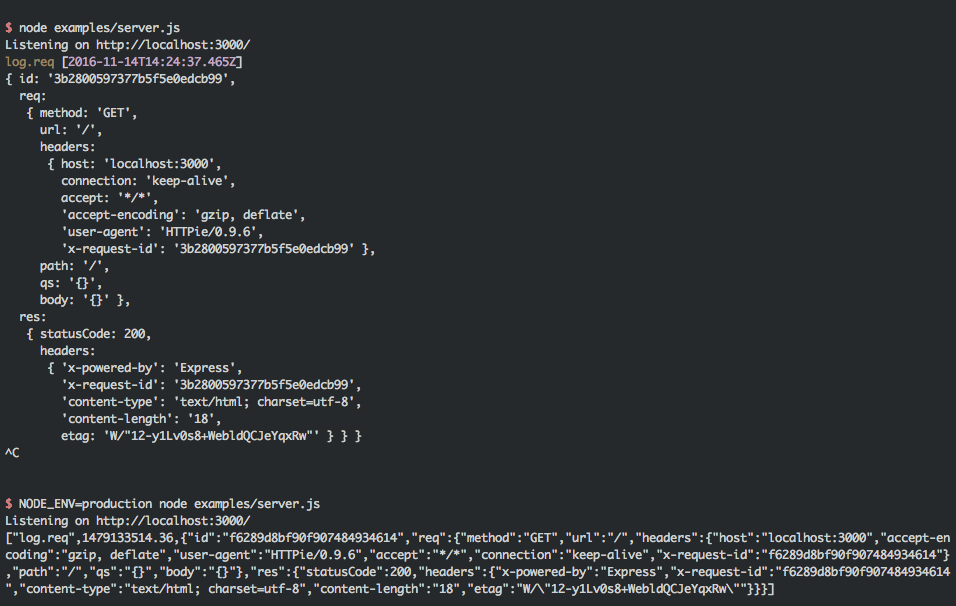 $ node examples/server.js
Listening on http://localhost:3000/
log.req [2016-11-14T14:24:37.465Z]
{ id: '3b2800597377b5f5e0edcb99',
  req:
   { method: 'GET',
     url: '/',
     headers:
      { host: 'localhost:3000',
        connection: 'keep-alive',
        accept: '*/*',
        'accept-encoding': 'gzip, deflate',
        'user-agent': 'HTTPie/0.9.6',
        'x-request-id': '3b2800597377b5f5e0edcb99' },
     path: '/',
     qs: '{}',
     body: '{}' },
  res:
   { statusCode: 200,
     headers:
      { 'x-powered-by': 'Express',
        'x-request-id': '3b2800597377b5f5e0edcb99',
        'content-type': 'text/html; charset=utf-8',
        'content-length': '18',
        etag: 'W/"12-y1Lv0s8+WebldQCJeYqxRw"' } } }
^C
$ NODE_ENV=production node examples/server.js
Listening on http://localhost:3000/
["log.req",1479133514.36,{"id":"f6289d8bf90f907484934614","req":{"method":"GET","url":"/","headers":{"host":"localhost:3000","accept-en
coding":"gzip, deflate","user-agent":"HTTPie/0.9.6","accept":"*/*","connection":"keep-alive","x-request-id":"f6289d8bf90f907484934614"}
,"path":"/","qs":"{}","body":"{}"},"res":{"statusCode":200,"headers":{"x-powered-by":"Express","x-request-id":"f6289d8bf90f907484934614
","content-type":"text/html; charset=utf-8","content-length":"18","etag":"W/\"12-y1Lv0s8+WebldQCJeYqxRw\""}}}]